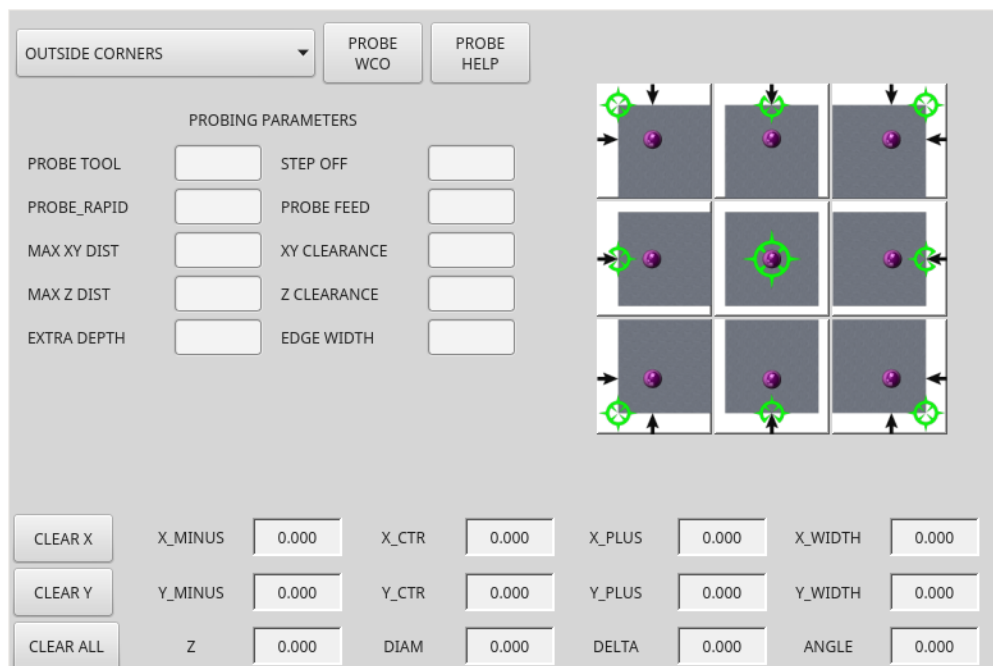 OUTSIDE CORNERS
PROBE WCO
PROBE HELP
PROBING PARAMETERS
PROBE TOOL STEP OFF
PROBE_RAPID PROBE FEED
MAX XY DIST XY CLEARANCE
MAX Z DIST Z CLEARANCE
EXTRA DEPTH EDGE WIDTH
CLEAR X X_MINUS 0.000 X_CTR 0.000 X_PLUS 0.000 X_WIDTH 0.000
CLEAR Y Y_MINUS 0.000 Y_CTR 0.000 Y_PLUS 0.000 Y_WIDTH 0.000
CLEAR ALL Z 0.000 DIAM 0.000 DELTA 0.000 ANGLE 0.000